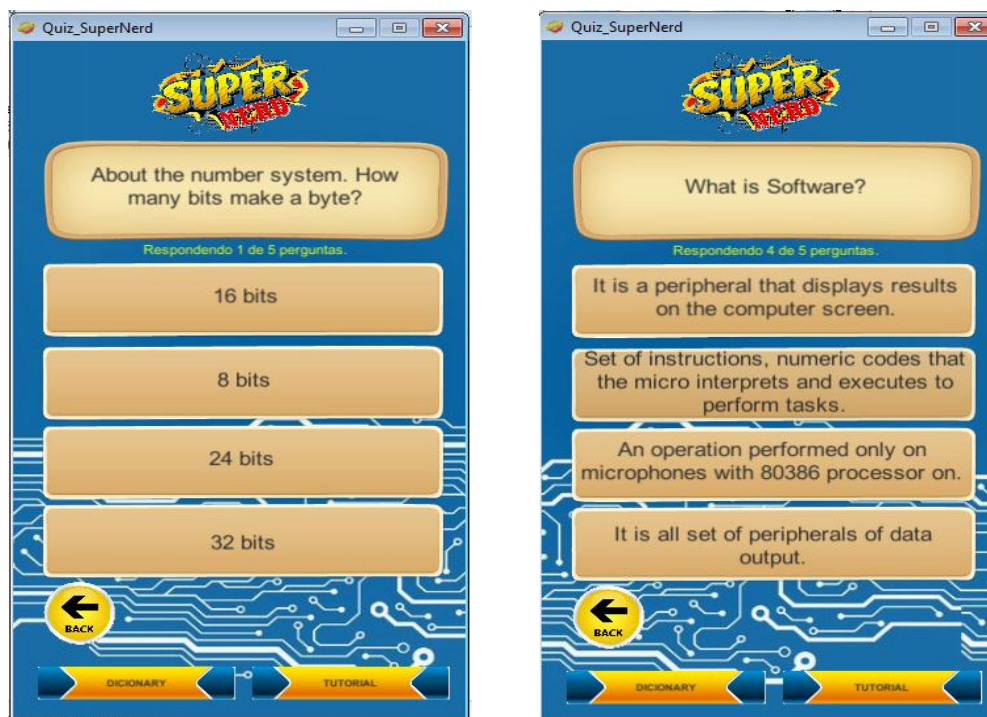 Quiz_SuperNerd
SUPER
NERD
About the number system. How
many bits make a byte?
Respondendo 1 de 5 perguntas.
16 bits
8 bits
24 bits
32 bits
BACK
DICIONARY
TUTORIAL
Quiz_SuperNerd
SUPER
NERD
What is Software?
Respondendo 4 de 5 perguntas.
It is a peripheral that displays results
on the computer screen.
Set of instructions, numeric codes that
the micro interprets and executes to
perform tasks.
An operation performed only on
microphones with 80386 processor on.
It is all set of peripherals of data
output.
BACK
DICIONARY
TUTORIAL